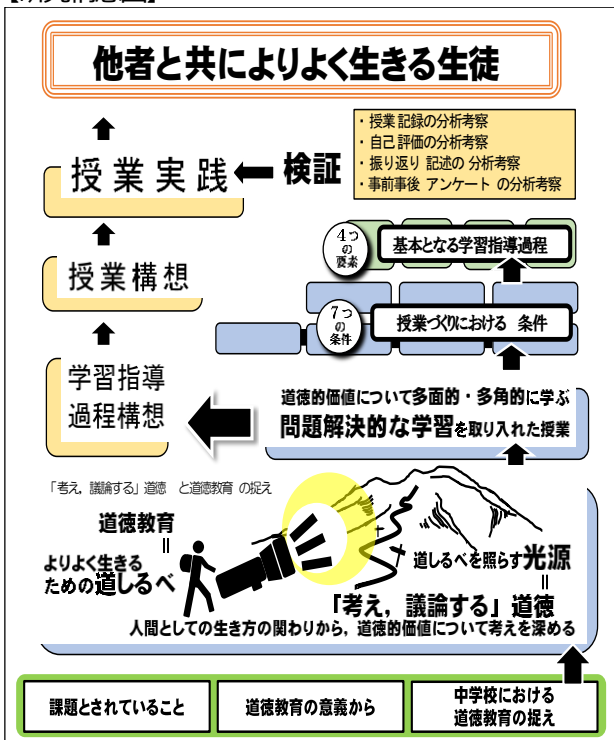 他者と共によりよく生きる生徒
・授業記録の分析考察
・自己評価の分析考察
・振り返り 記述の 分析考察
・事前事後 アンケート の分析考察
授業実践
検証
4つ
の
要素
基本となる学習指導過程
授業構想
7つ
の
条件
授業づくりにおける 条件
学習指導
過程構想
道徳的価値について多面的・多角的に学ぶ
問題解決的な学習を取り入れた授業
「考え，議論する」道徳 と道徳教育 の捉え
道徳教育
＝
よりよく生きる
ための道しるべ
道しるべを照らす光源
＝
「考え，議論する」道徳
人間としての生き方の関わりから，道徳的価値について考えを深める
課題とされていること
道徳教育の意義から
中学校における
道徳教育の捉え